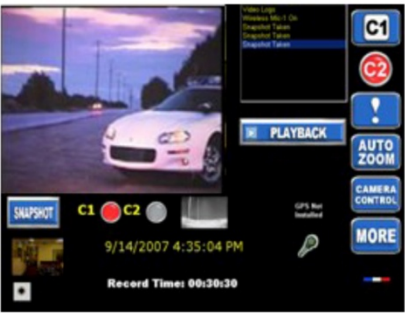 Video Logs
Wireless Mic-1 On
Snapshot Taken
Snapshot Taken
Snapshot Taken
C1
C2
!
PLAYBACK
AUTO
ZOOM
CAMERA
CONTROL
SNAPSHOT
C1
C2
GPS Not
Installed
MORE
9/14/2007 4:35:04 PM
Record Time: 00:30:30